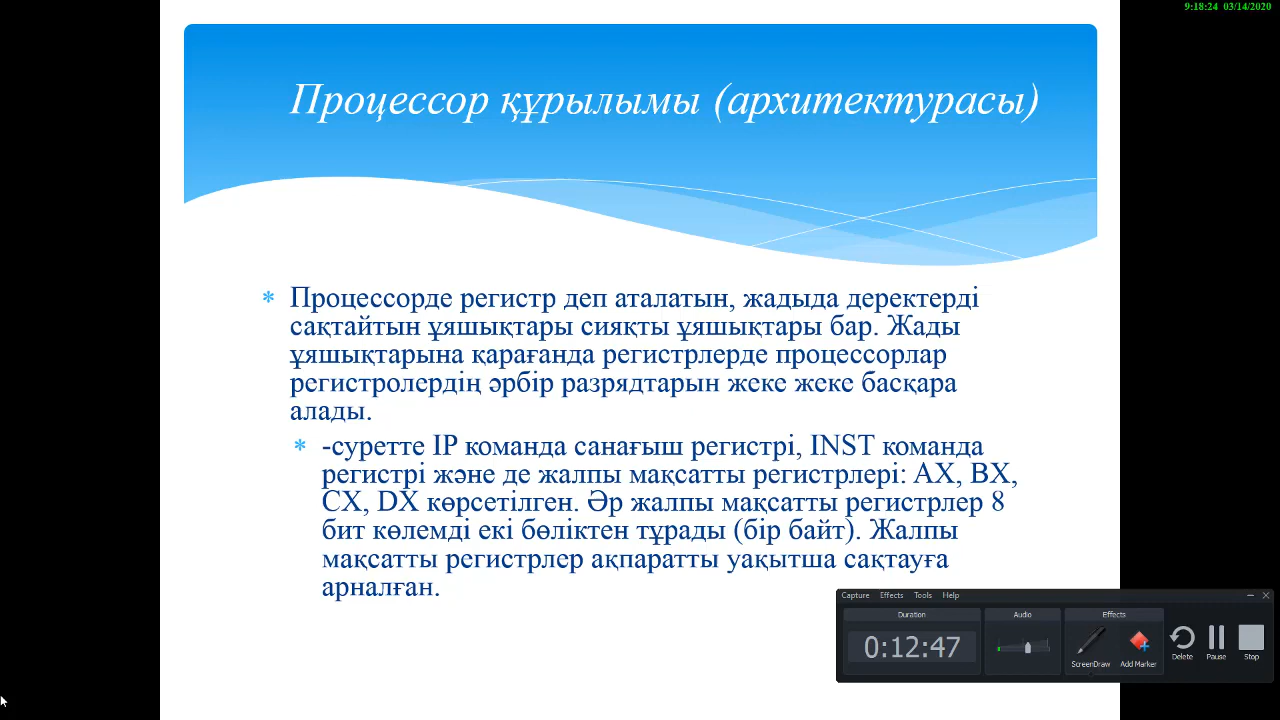 9:18:24 03/14/2020
Процессор құрылымы (архитектурасы)
Процессорде регистр деп аталатын, жадыда деректерді
сақтайтын ұяшықтары сияқты ұяшықтары бар. Жады
ұяшықтарына қарағанда регистрлерде процессорлар
регистролердің әрбір разрядтарын жеке жеке басқара
алады.
-суретте IP команда санағыш регистрі, INST команда
регистрі және де жалпы мақсатты регистрлері: AX, BX,
CX, DX көрсетілген. Әр жалпы мақсатты регистрлер 8
бит көлемді екі бөліктен тұрады (бір байт). Жалпы
мақсатты регистрлер ақпаратты уақытша сақтауға
арналған.
Capture Effects Tools Help
Duration Audio Effects
0:12:47
ScreenDraw Add Marker Delete Pause Stop